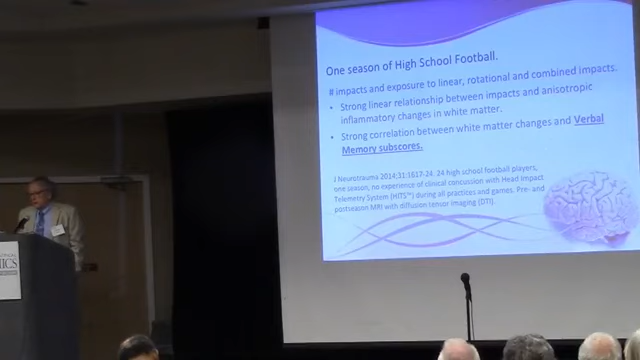 One season of High School Football.
# impacts and exposure to linear, rotational and combined impacts.
• Strong linear relationship between impacts and anisotropic
inflammatory changes in white matter.
• Strong correlation between white matter changes and Verbal
Memory subscores.
J Neurotrauma 2014;31:1617-24. 24 high school football players,
one season, no experience of clinical concussion with Head Impact
Telemetry System (HITS™) during all practices and games. Pre- and
postseason MRI with diffusion tensor imaging (DTI).
ICS